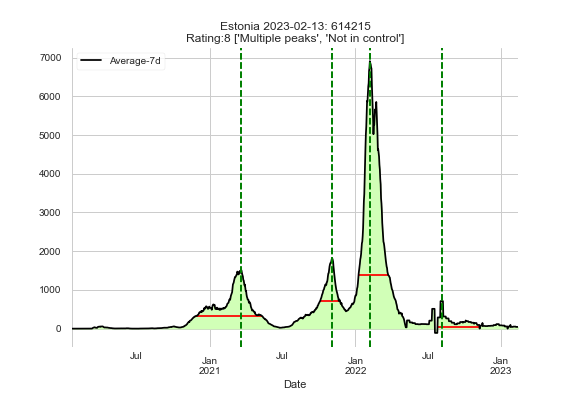 Estonia 2023-02-13: 614215
Rating:8 ['Multiple peaks', 'Not in control']
Average-7d
7000
6000
5000
4000
3000
2000
1000
0
Jul
Jan
2021
Jul
Jan
2022
Jul
Jan
2023
Date